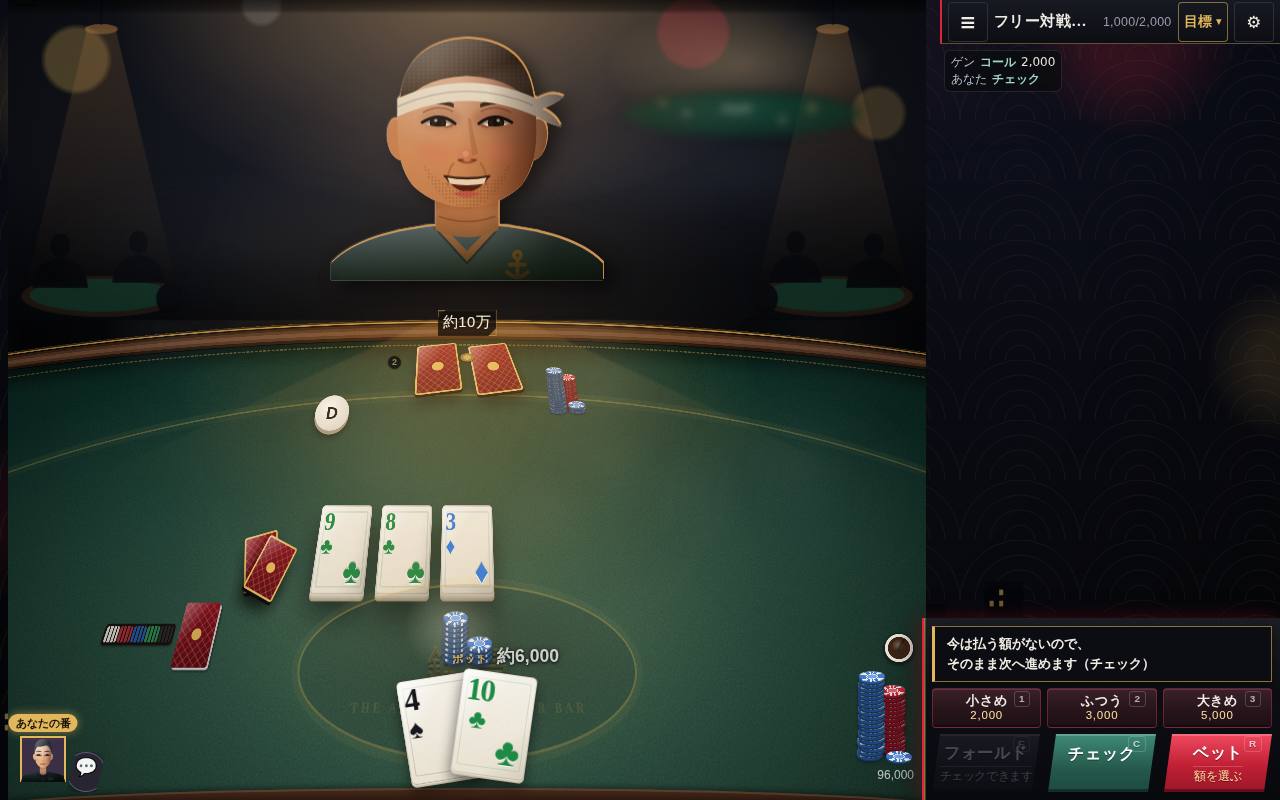 フリー対戦…
1,000/2,000
目標▾
ゲン コール 2,000
あなた チェック
約10万
2
D
9
8
3
ポット 約6,000
4
10
96,000
あなたの番
今は払う額がないので、
そのまま次へ進めます（チェック）
小さめ 1
2,000
ふつう 2
3,000
大きめ 3
5,000
フォールド F
チェックできます
チェック C
ベット R
額を選ぶ